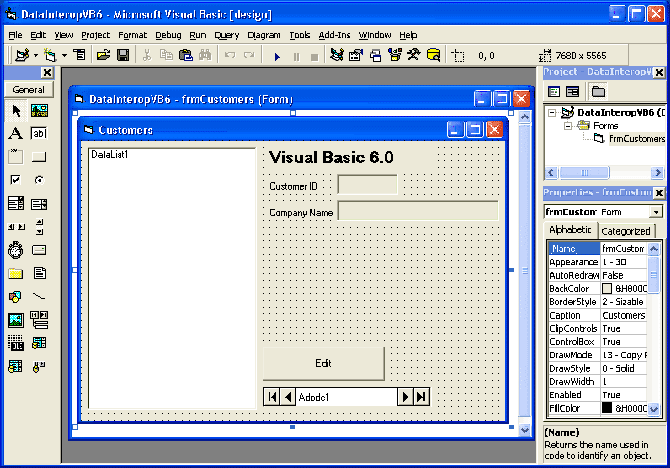 DataInteropVB6 - Microsoft Visual Basic [design]
File Edit View Project Format Debug Run Query Diagram Tools Add-Ins Window Help
0, 0 7680 x 5565
General
A ab|
DataInteropVB6 - frmCustomers (Form)
Customers
DataList1
Visual Basic 6.0
Customer ID
Company Name
Edit
Adodc1
Project - DataInteropV
DataInteropVB6 (
Forms
frmCustomers
Properties - frmCustom
frmCustom Form
Alphabetic Categorized
(Name) frmCustom
Appearance 1 - 3D
AutoRedraw False
BackColor &H800C
BorderStyle 2 - Sizable
Caption Customers
ClipControls True
ControlBox True
DrawMode 13 - Copy P
DrawStyle 0 - Solid
DrawWidth 1
Enabled True
FillColor &H000C
(Name)
Returns the name used in
code to identify an object.